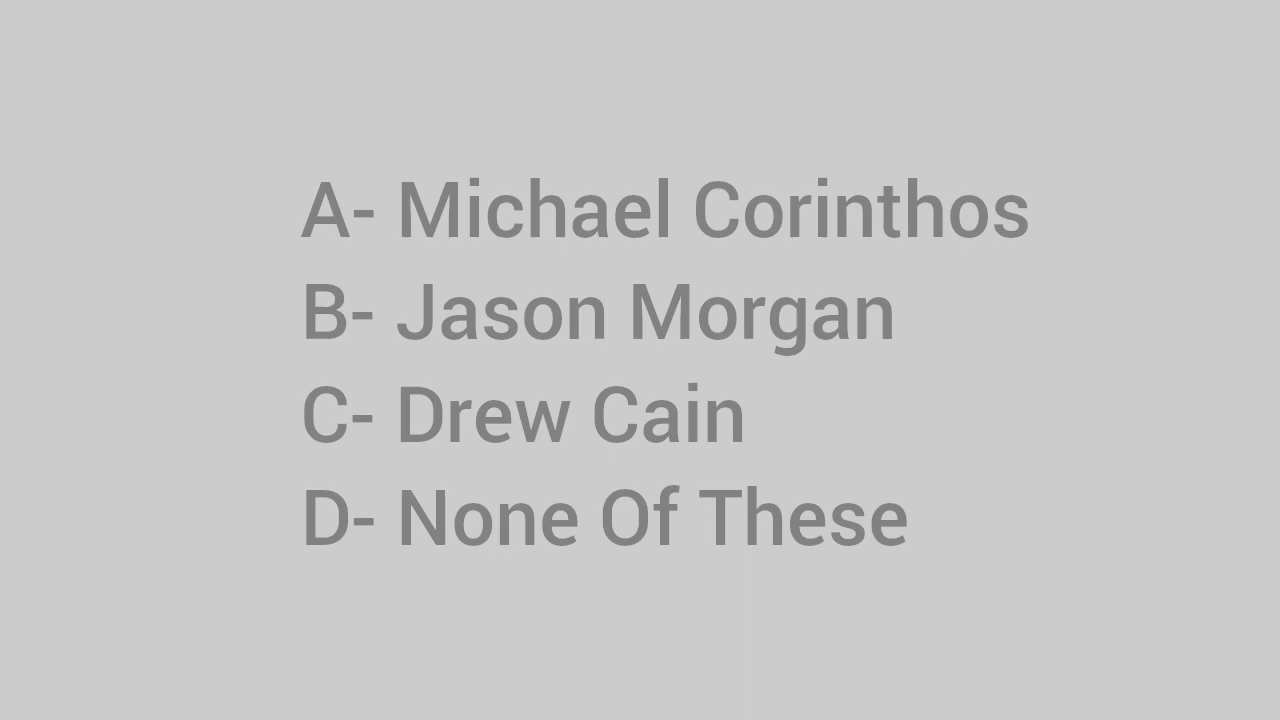 A- Michael Corinthos
B- Jason Morgan
C- Drew Cain
D- None Of These